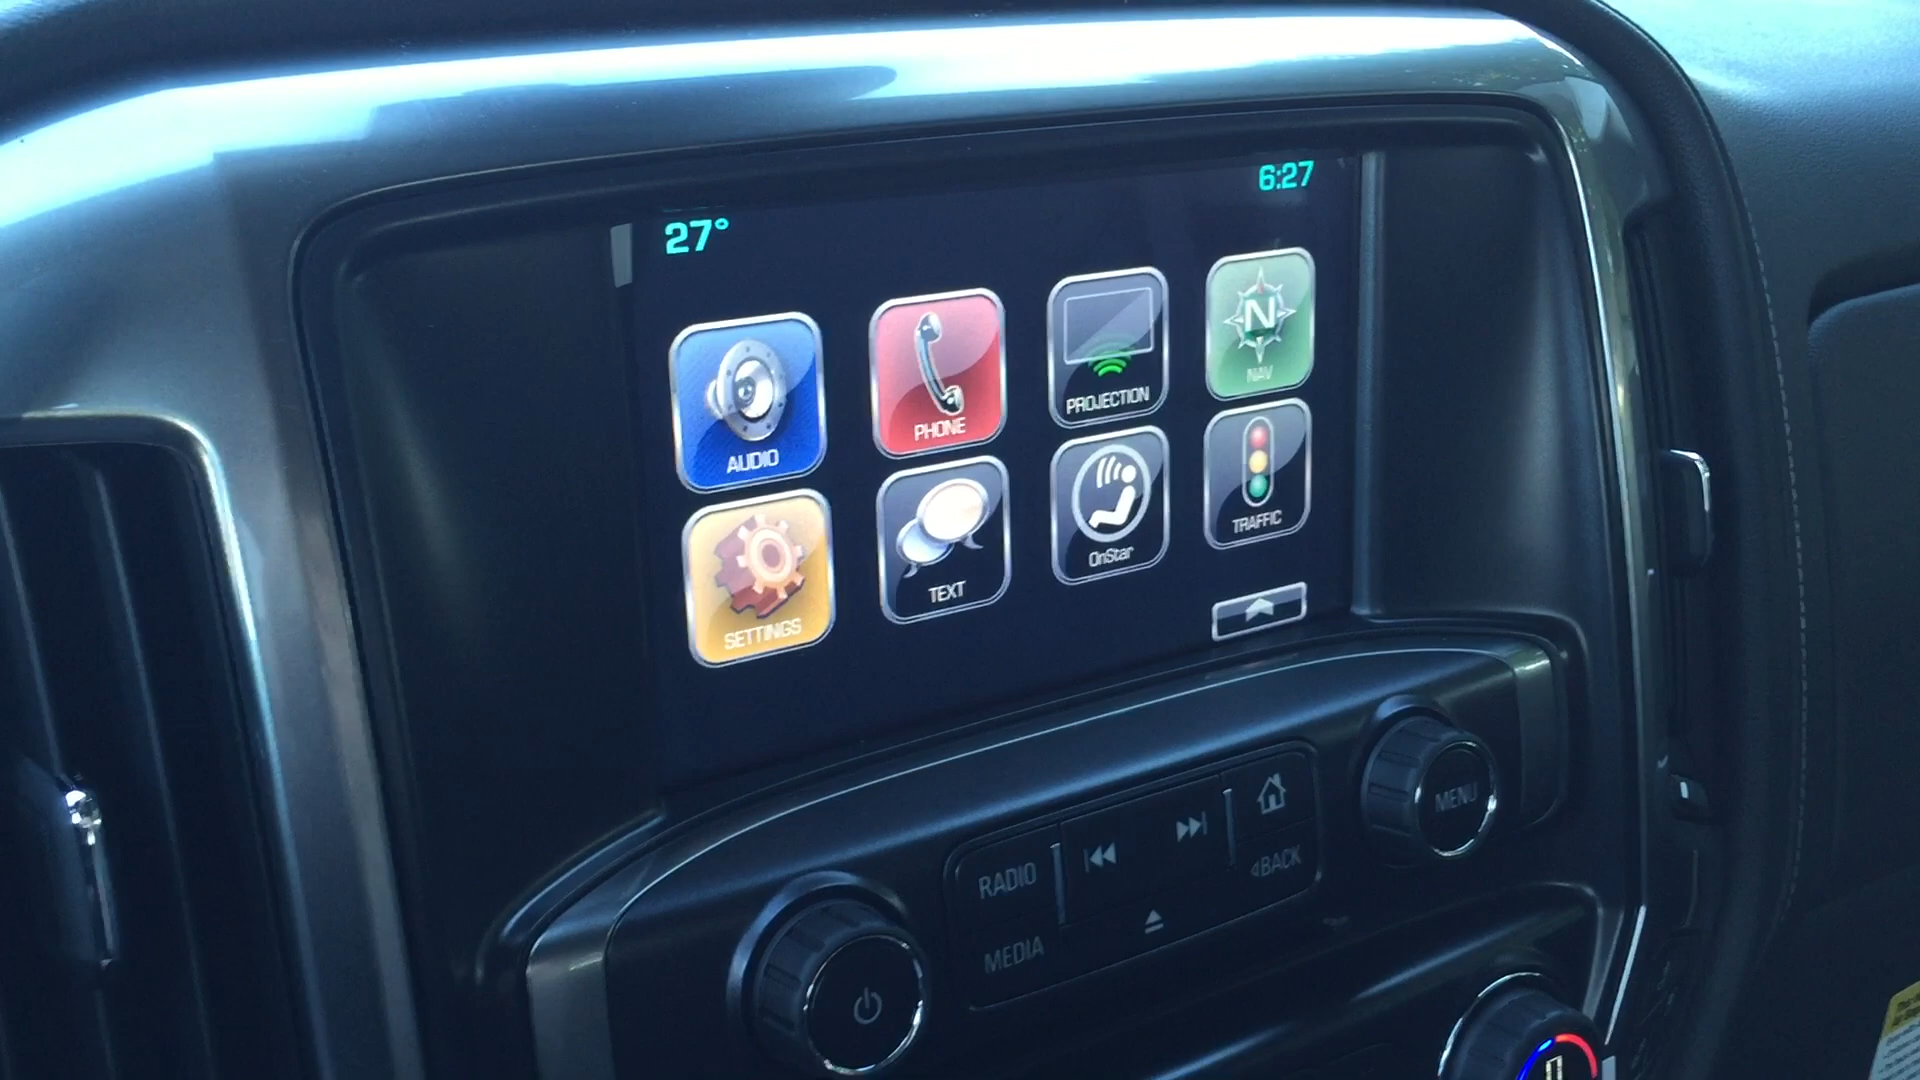 6:27
27°
AUDIO
PHONE
PROJECTION
N
NAV
SETTINGS
TEXT
OnStar
TRAFFIC
RADIO
BACK
MENU
MEDIA